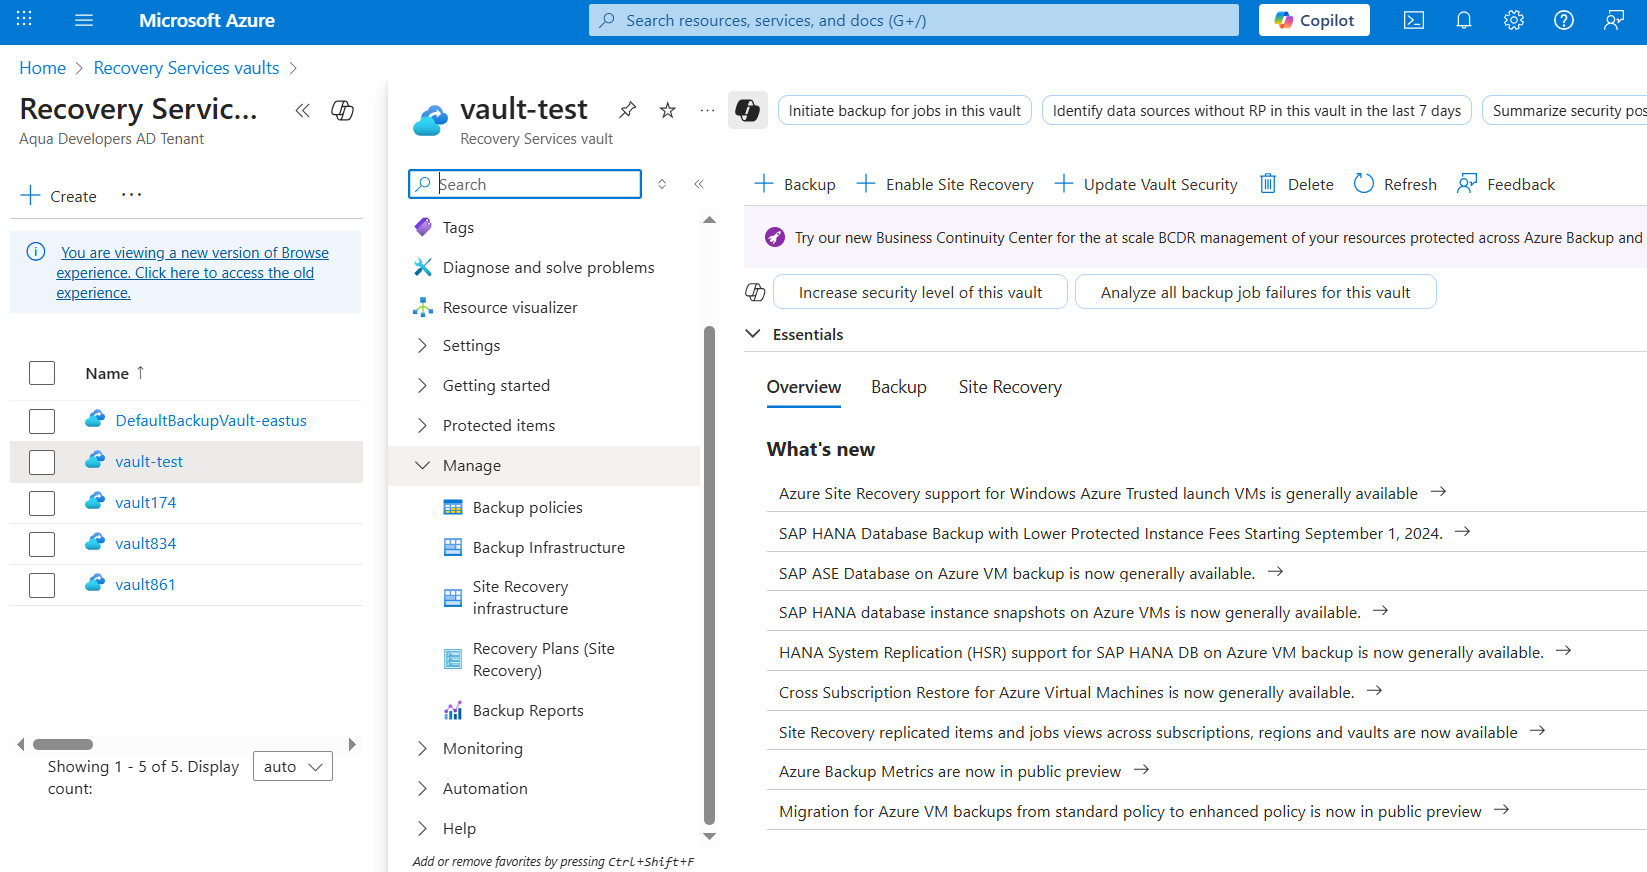 Microsoft Azure
Search resources, services, and docs (G+/)
Copilot
Home > Recovery Services vaults >
Recovery Servic...
Aqua Developers AD Tenant
Create ...
You are viewing a new version of Browse
experience. Click here to access the old
experience.
Name ↑
DefaultBackupVault-eastus
vault-test
vault174
vault834
vault861
Showing 1 - 5 of 5. Display
count:
auto
vault-test
Recovery Services vault
Initiate backup for jobs in this vault
Identify data sources without RP in this vault in the last 7 days
Summarize security pos
Search
Tags
Diagnose and solve problems
Resource visualizer
Settings
Getting started
Protected items
Manage
Backup policies
Backup Infrastructure
Site Recovery
infrastructure
Recovery Plans (Site
Recovery)
Backup Reports
Monitoring
Automation
Help
Add or remove favorites by pressing Ctrl+Shift+F
Backup
Enable Site Recovery
Update Vault Security
Delete
Refresh
Feedback
Try our new Business Continuity Center for the at scale BCDR management of your resources protected across Azure Backup and
Increase security level of this vault
Analyze all backup job failures for this vault
Essentials
Overview
Backup
Site Recovery
What's new
Azure Site Recovery support for Windows Azure Trusted launch VMs is generally available →
SAP HANA Database Backup with Lower Protected Instance Fees Starting September 1, 2024. →
SAP ASE Database on Azure VM backup is now generally available. →
SAP HANA database instance snapshots on Azure VMs is now generally available. →
HANA System Replication (HSR) support for SAP HANA DB on Azure VM backup is now generally available. →
Cross Subscription Restore for Azure Virtual Machines is now generally available. →
Site Recovery replicated items and jobs views across subscriptions, regions and vaults are now available →
Azure Backup Metrics are now in public preview →
Migration for Azure VM backups from standard policy to enhanced policy is now in public preview →